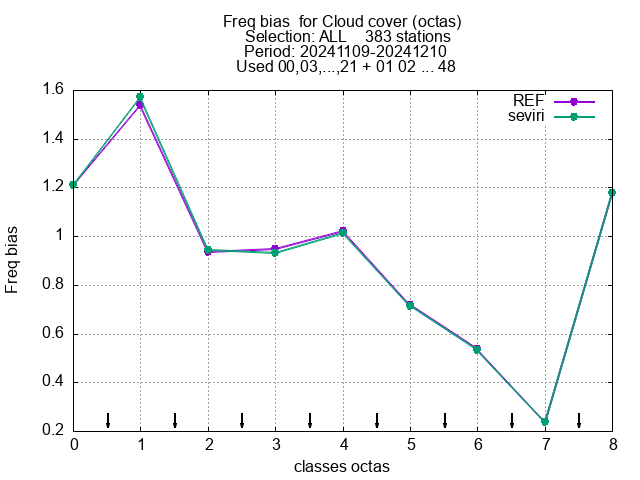 Freq bias  for Cloud cover (octas)
Selection: ALL    383 stations
Period: 20241109-20241210
Used 00,03,...,21 + 01 02 ... 48
REF
seviri
1.6
1.4
1.2
1
0.8
0.6
0.4
0.2
Freq bias
0 1 2 3 4 5 6 7 8
classes octas